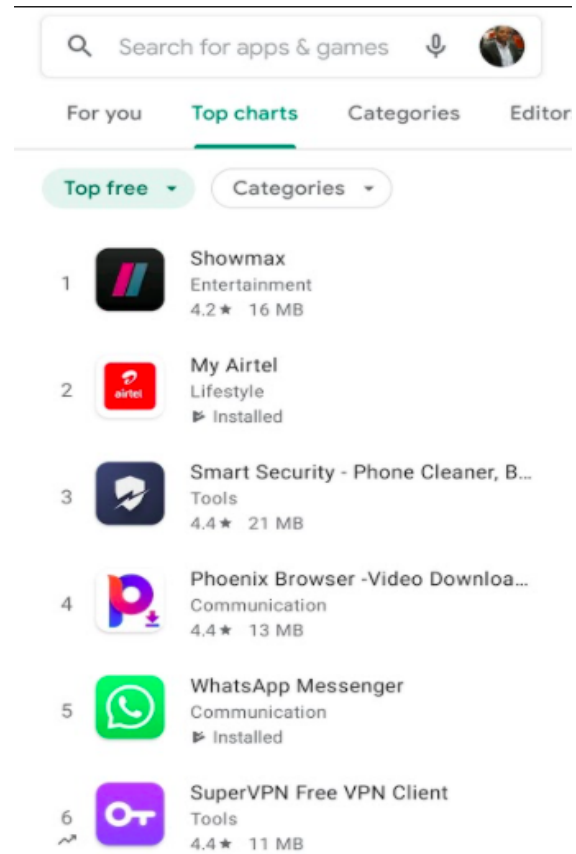 Search for apps & games
For you Top charts Categories Editor
Top free Categories
1 Showmax
Entertainment
4.2★ 16 MB
2 airtel My Airtel
Lifestyle
Installed
3 Smart Security - Phone Cleaner, B...
Tools
4.4★ 21 MB
4 Phoenix Browser -Video Downloa...
Communication
4.4★ 13 MB
5 WhatsApp Messenger
Communication
Installed
6 SuperVPN Free VPN Client
Tools
4.4★ 11 MB